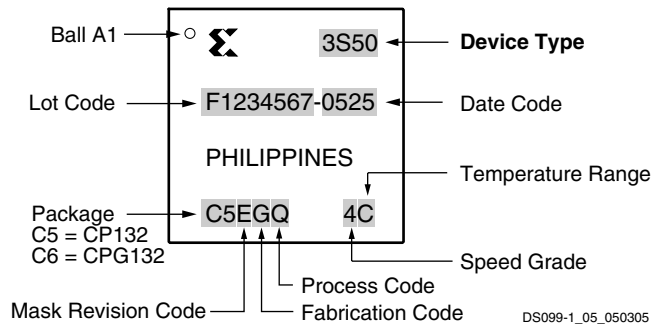 Ball A1
3S50
Device Type
Lot Code
F1234567-0525
Date Code
PHILIPPINES
Temperature Range
Package
C5 = CP132
C6 = CPG132
C5EGQ
4C
Speed Grade
Process Code
Mask Revision Code
Fabrication Code
DS099-1_05_050305